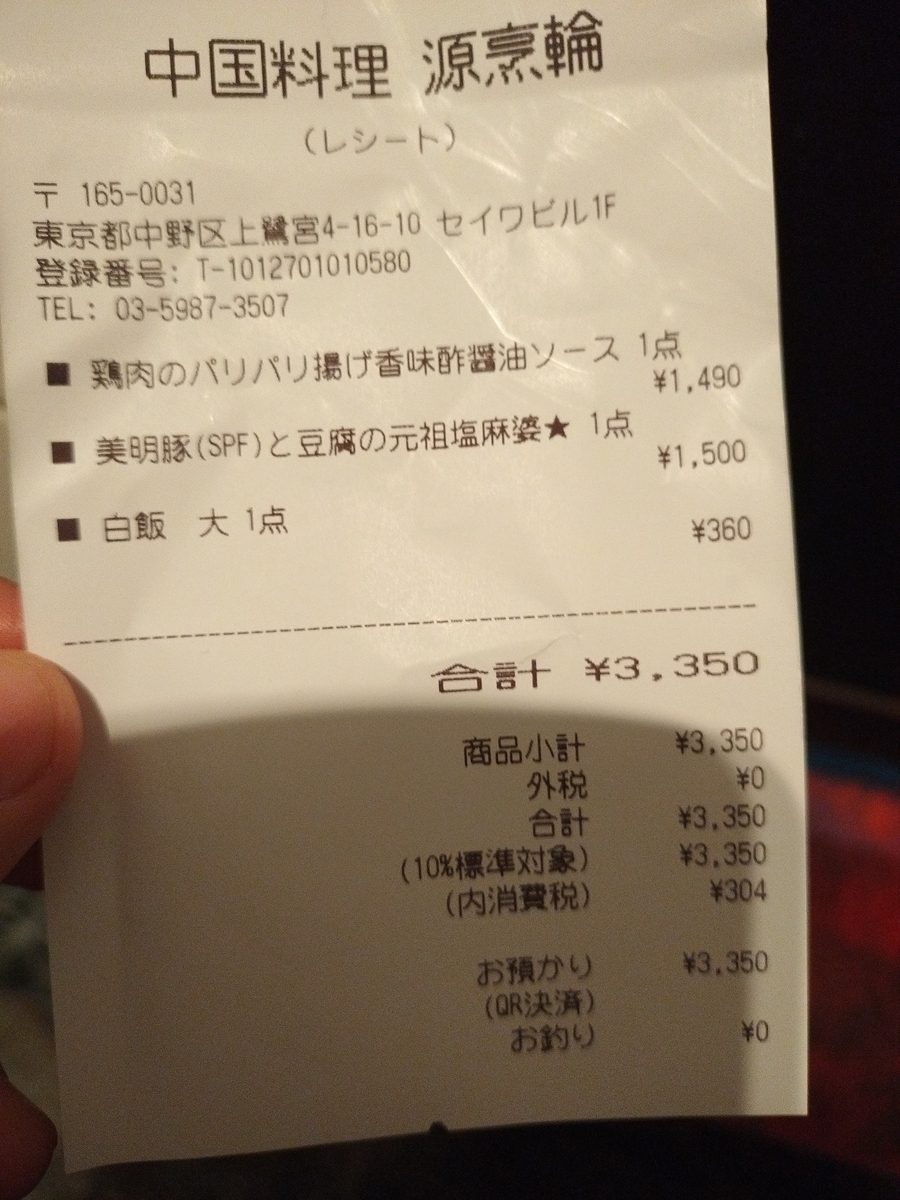 中国料理 源烹輪
(レシート)
〒 165-0031
東京都中野区上鷺宮4-16-10 セイワビル1F
登録番号: T-1012701010580
TEL: 03-5987-3507
■ 鶏肉のパリパリ揚げ香味酢醤油ソース 1点
¥1,490
■ 美明豚(SPF)と豆腐の元祖塩麻婆★ 1点
¥1,500
■ 白飯 大 1点 ¥360
合計 ¥3,350
商品小計 ¥3,350
外税 ¥0
合計 ¥3,350
(10%標準対象) ¥3,350
(内消費税) ¥304
お預かり ¥3,350
(QR決済)
お釣り ¥0